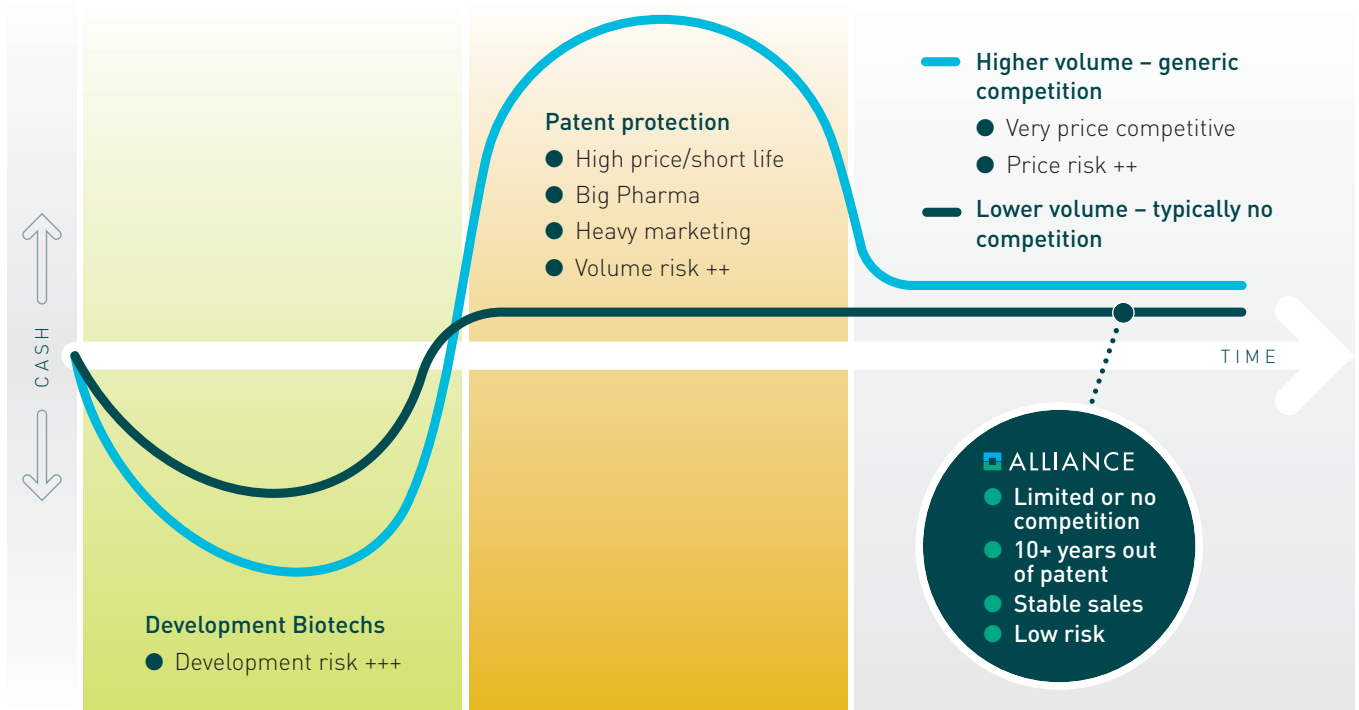 CASH
Development Biotechs
Development risk +++
Patent protection
High price/short life
Big Pharma
Heavy marketing
Volume risk ++
Higher volume – generic
competition
Very price competitive
Price risk ++
Lower volume – typically no
competition
TIME
ALLIANCE
Limited or no
competition
10+ years out
of patent
Stable sales
Low risk